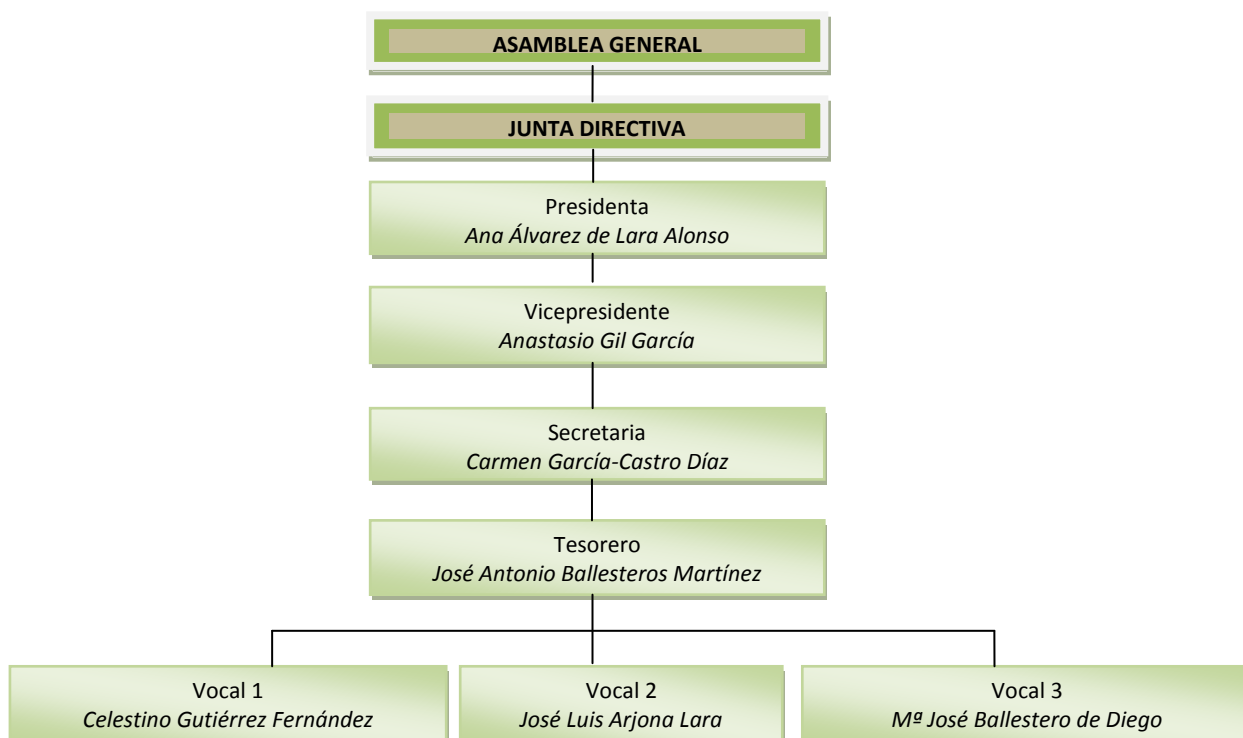 ASAMBLEA GENERAL
JUNTA DIRECTIVA
Presidenta
Ana Álvarez de Lara Alonso
Vicepresidente
Anastasio Gil García
Secretaria
Carmen García-Castro Díaz
Tesorero
José Antonio Ballesteros Martínez
Vocal 1
Celestino Gutiérrez Fernández
Vocal 2
José Luis Arjona Lara
Vocal 3
Mª José Ballestero de Diego